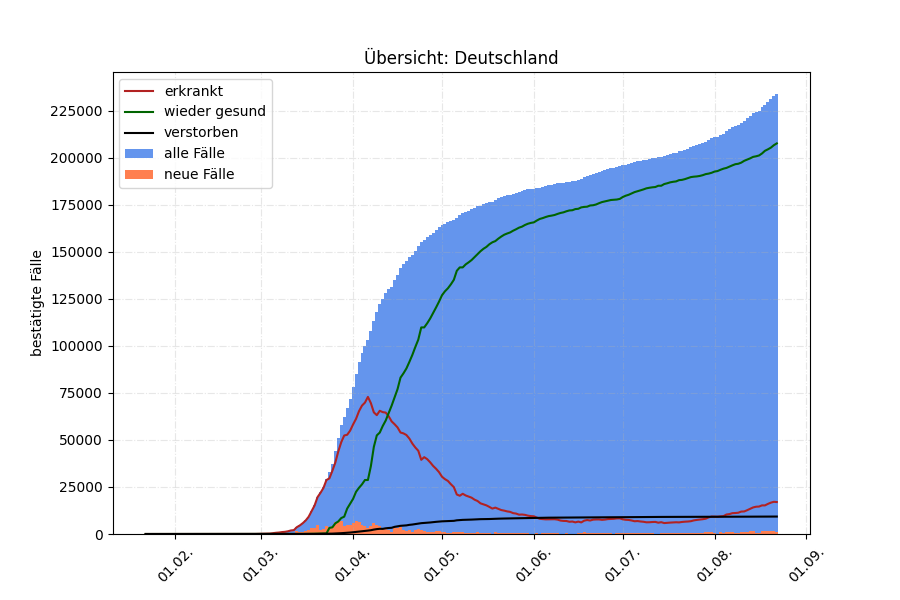 Übersicht: Deutschland
erkrankt
wieder gesund
verstorben
alle Fälle
neue Fälle
bestätigte Fälle
225000
200000
175000
150000
125000
100000
75000
50000
25000
0
01.02.
01.03.
01.04.
01.05.
01.06.
01.07.
01.08.
01.09.